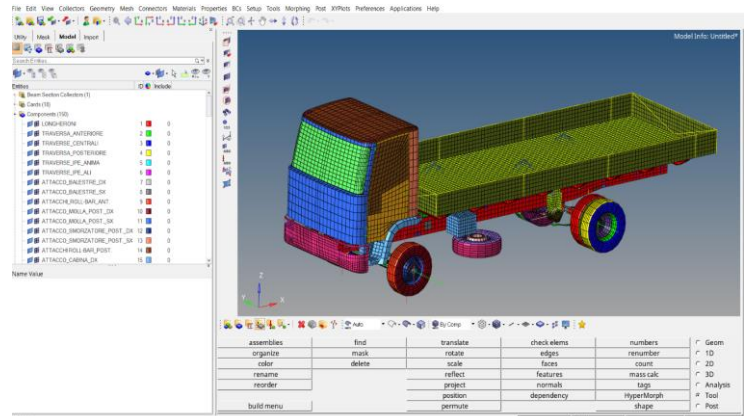 File Edit View Collectors Geometry Mesh Connectors Materials Properties BCs Setup Tools Morphing Post XYPlots Preferences Applications Help
Utility Mask Model Import
Model Info: Untitled*
Search Entities
Entities ID Include
Beam Section Collectors (1)
Cards (10)
Components (150)
LONGHERONI 1 0
TRAVERSA_ANTERIORE 2 0
TRAVERSE_CENTRALI 3 0
TRAVERSA_POSTERIORE 4 0
TRAVERSE_IPE_ANIMA 5 0
TRAVERSE_IPE_ALI 6 0
ATTACCO_BALESTRE_DX 7 0
ATTACCO_BALESTRE_SX 8 0
ATTACCHI_ROLL-BAR_ANT 9 0
ATTACCO_MOLLA_POST_DX 10 0
ATTACCO_MOLLA_POST_SX 11 0
ATTACCO_SMORZATORE_POST_DX 12 0
ATTACCO_SMORZATORE_POST_SX 13 0
ATTACCHI ROLL-BAR_POST 14 0
ATTACCO_CABINA_DX 15 0
Name Value
Z
Y
X
Auto By Comp
assemblies find translate check elems numbers Geom
organize mask rotate edges renumber 1D
color delete scale faces count 2D
rename reflect features mass calc 3D
reorder project normals tags Analysis
position dependency HyperMorph Tool
build menu permute shape Post